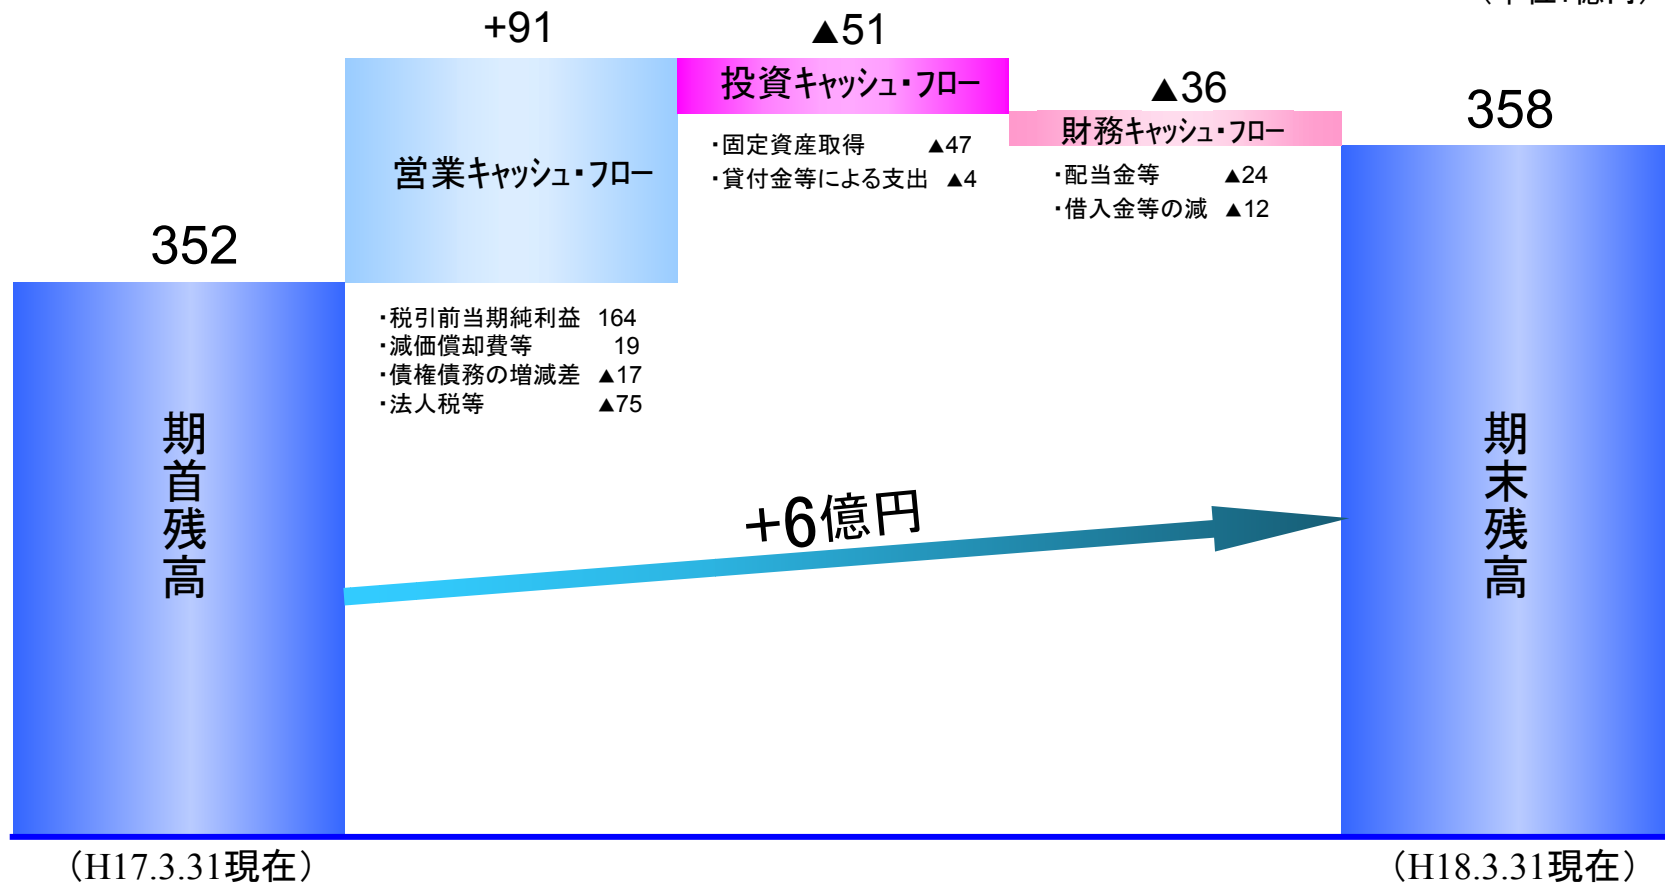 +91
▲51
▲36
352
358
営業キャッシュ・フロー
投資キャッシュ・フロー
財務キャッシュ・フロー
・固定資産取得 ▲47
・貸付金等による支出 ▲4
・配当金等 ▲24
・借入金等の減 ▲12
・税引前当期純利益 164
・減価償却費等 19
・債権債務の増減差 ▲17
・法人税等 ▲75
期首残高
+6億円
期末残高
（H17.3.31現在）
（H18.3.31現在）